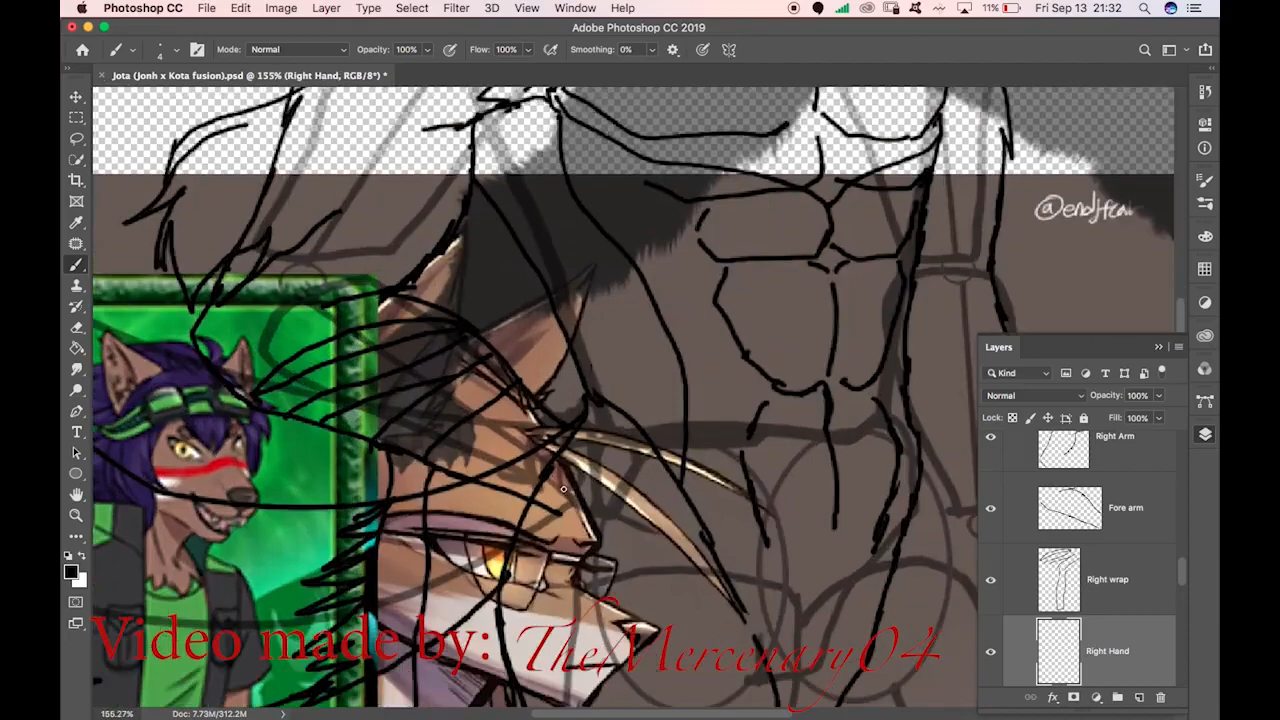 Photoshop CC File Edit Image Layer Type Select Filter 3D View Window Help 11% Fri Sep 13 21:32
Adobe Photoshop CC 2019
4 Mode: Normal Opacity: 100% Flow: 100% Smoothing: 0%
Jota (Jonh x Kota fusion).psd @ 155% (Right Hand, RGB/8*) *
Layers
Kind
Normal Opacity: 100%
Lock: Fill: 100%
Right Arm
Fore arm
Right wrap
Right Hand
Video made by: TheMercenary04
155.27% Doc: 7.73M/312.2M